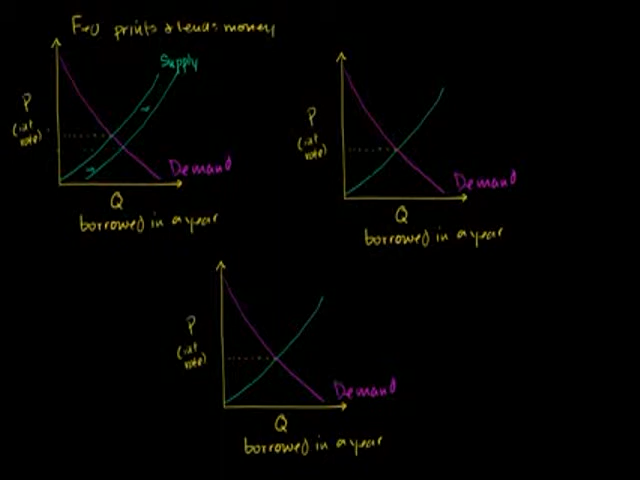 Fed prints & lends money
Supply
P
(int
rate)
Demand
Q
borrowed in a year
P
(int
rate)
Demand
Q
borrowed in a year
P
(int
rate)
Demand
Q
borrowed in a year